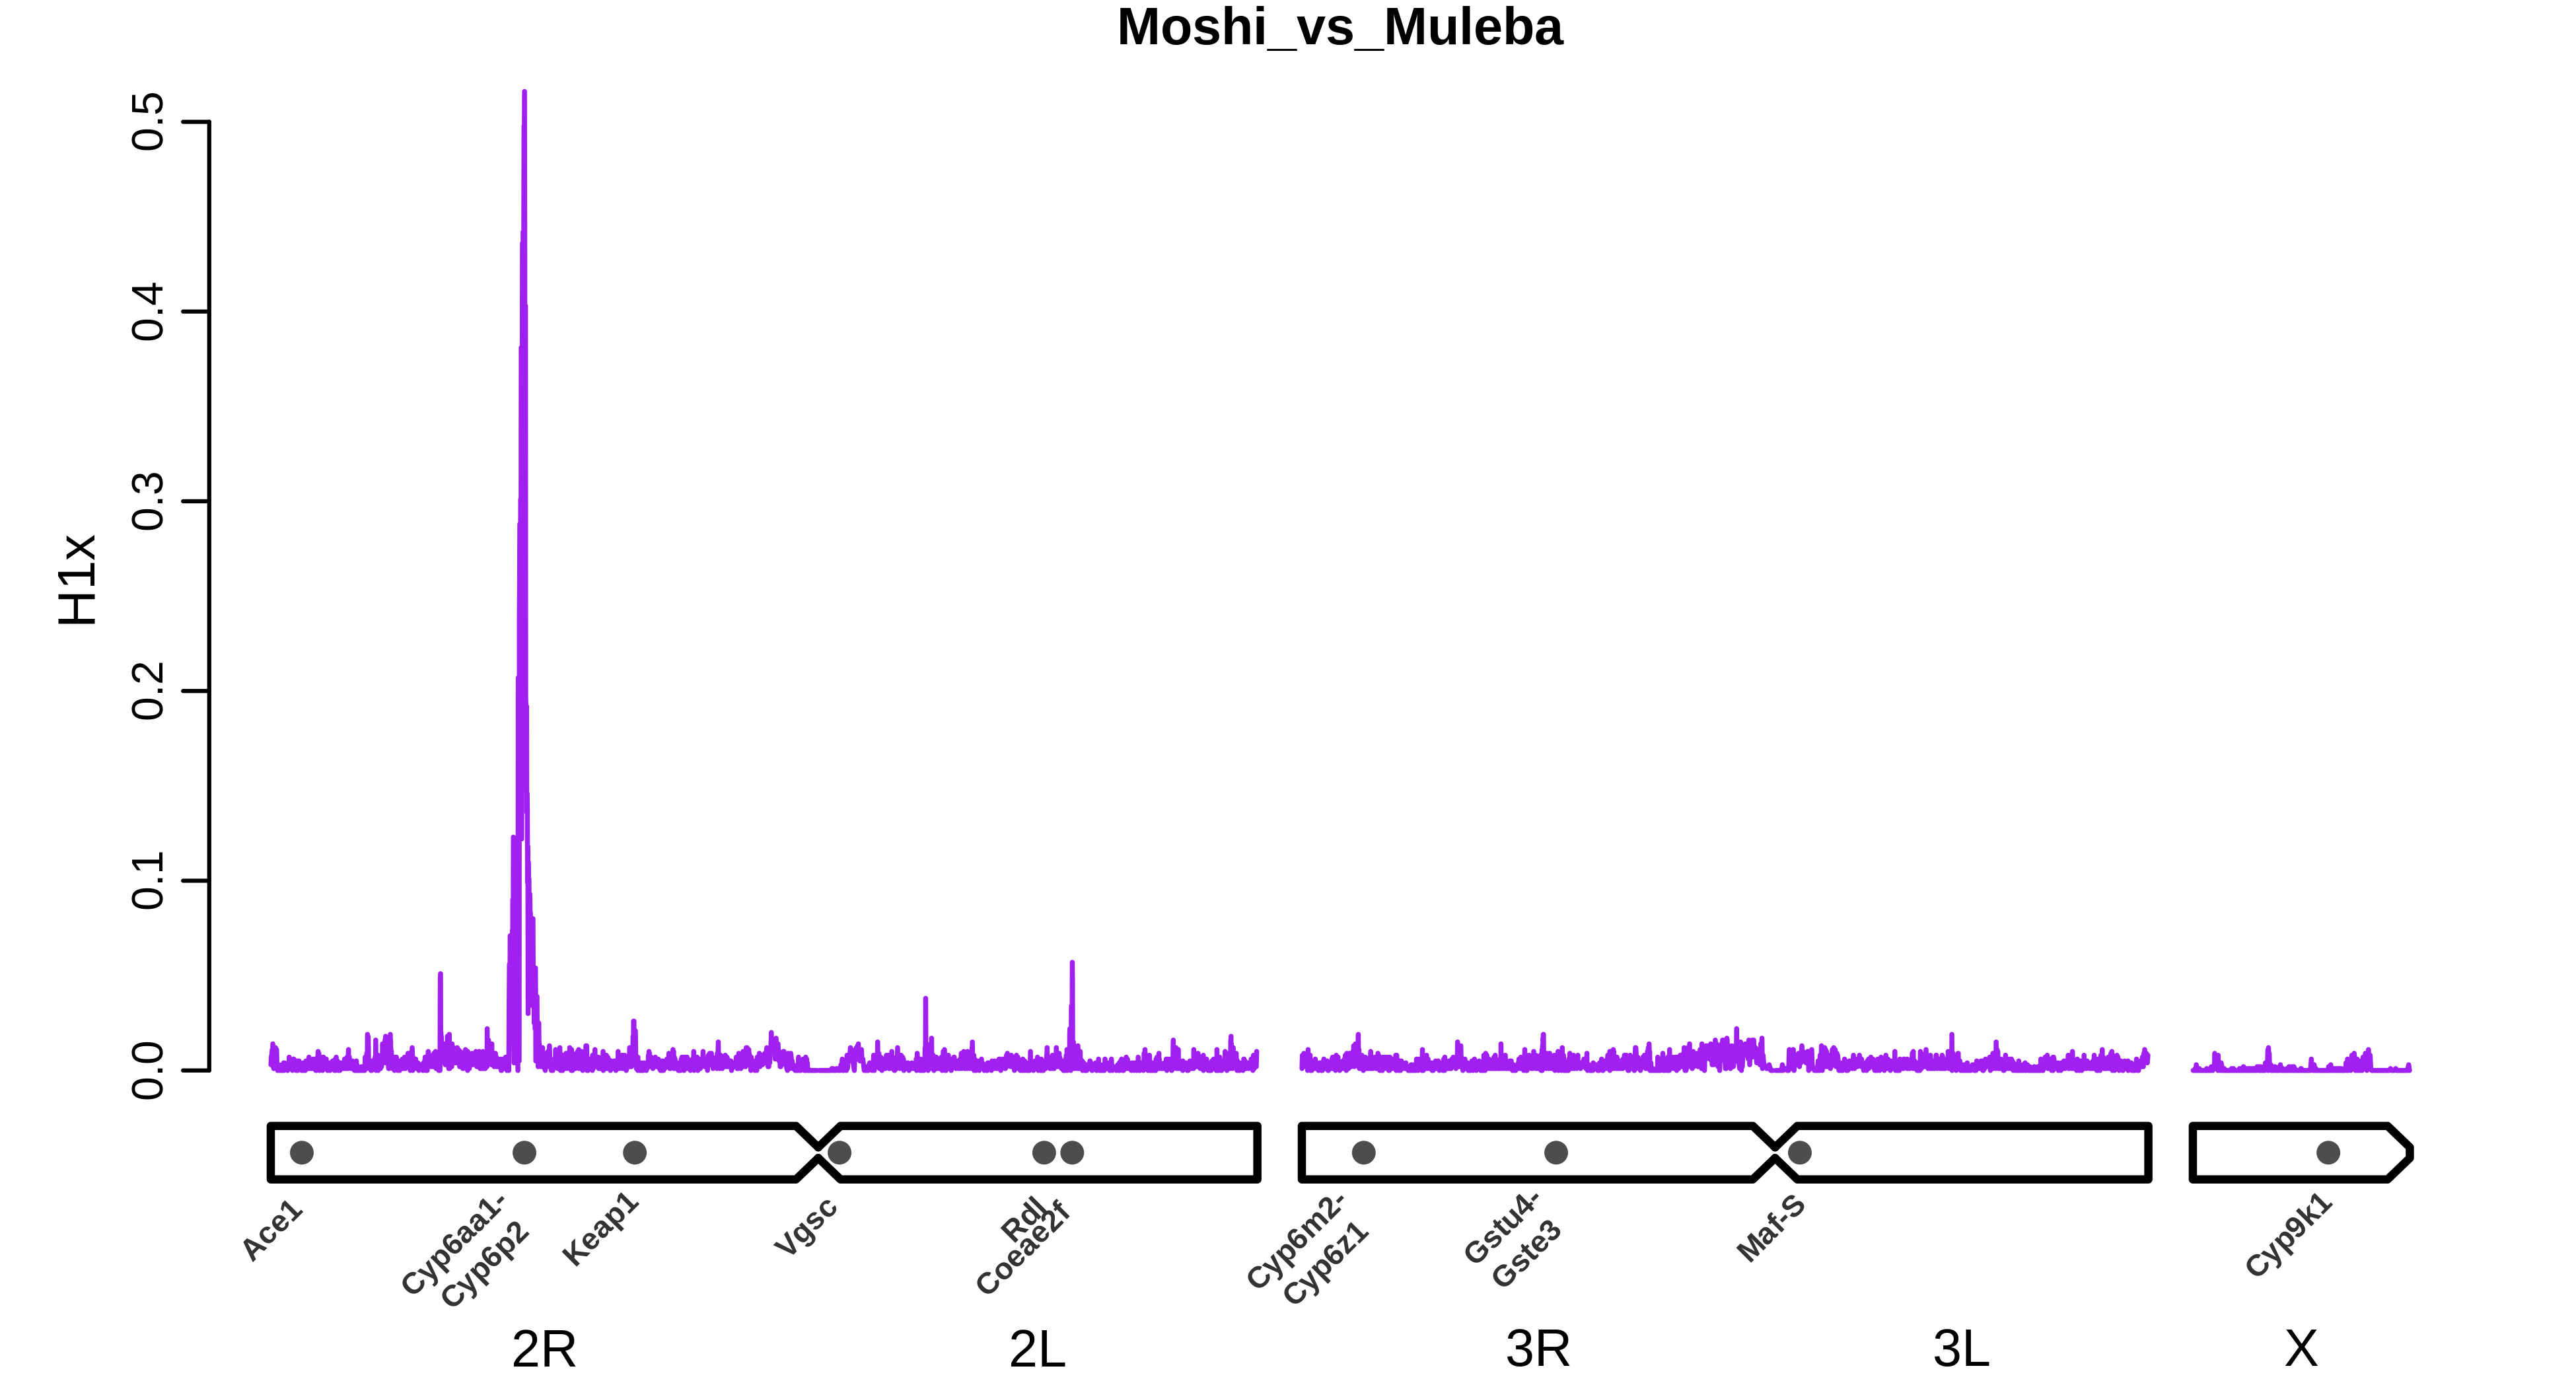 Moshi_vs_Muleba
H1x
0.5
0.4
0.3
0.2
0.1
0.0
Ace1
Cyp6aa1-
Cyp6p2
Keap1
Vgsc
Rdl
Coeae2f
Cyp6m2-
Cyp6z1
Gstu4-
Gste3
Maf-S
Cyp9k1
2R
2L
3R
3L
X